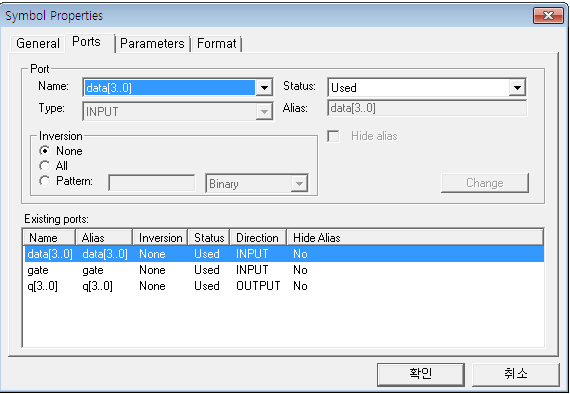 Symbol Properties
General Ports Parameters Format
Port
Name: data[3..0] Status: Used
Type: INPUT Alias: data[3..0]
Inversion Hide alias
None
All
Pattern: Binary Change
Existing ports:
Name Alias Inversion Status Direction Hide Alias
data[3..0] data[3..0] None Used INPUT No
gate gate None Used INPUT No
q[3..0] q[3..0] None Used OUTPUT No
확인 취소